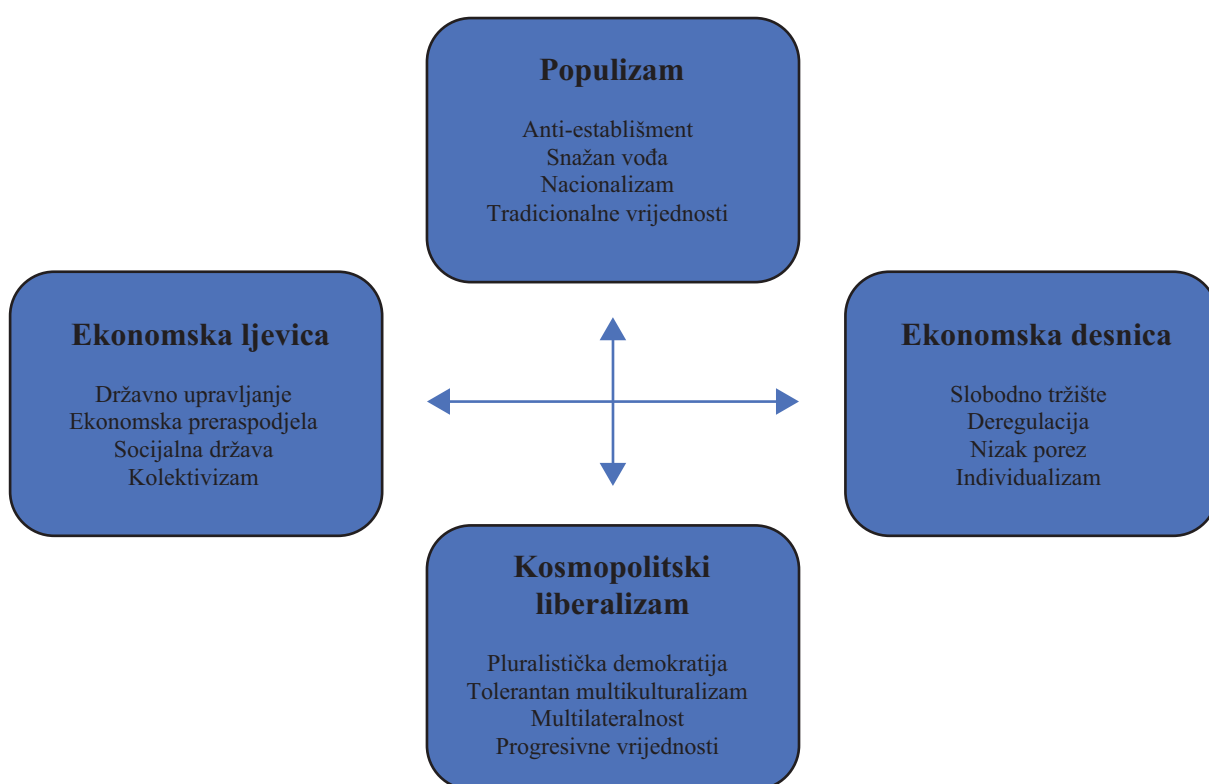 Populizam
Anti-establišment
Snažan vođa
Nacionalizam
Tradicionalne vrijednosti
Ekonomska ljevica
Državno upravljanje
Ekonomska preraspodjela
Socijalna država
Kolektivizam
Ekonomska desnica
Slobodno tržište
Deregulacija
Nizak porez
Individualizam
Kosmopolitski
liberalizam
Pluralistička demokratija
Tolerantan multikulturalizam
Multilateralnost
Progresivne vrijednosti